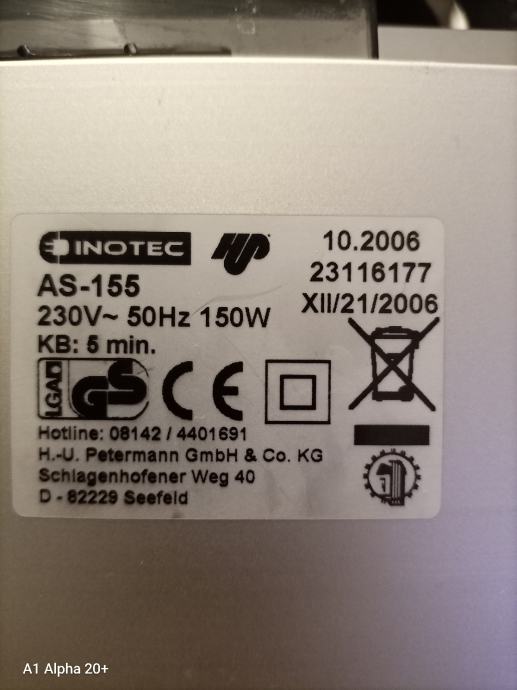 INOTEC HP
10.2006
AS-155
23116177
230V~ 50Hz 150W
XII/21/2006
KB: 5 min.
LGA GS CE
Hotline: 08142 / 4401691
H.-U. Petermann GmbH & Co. KG
Schlagenhofener Weg 40
D - 82229 Seefeld
A1 Alpha 20+